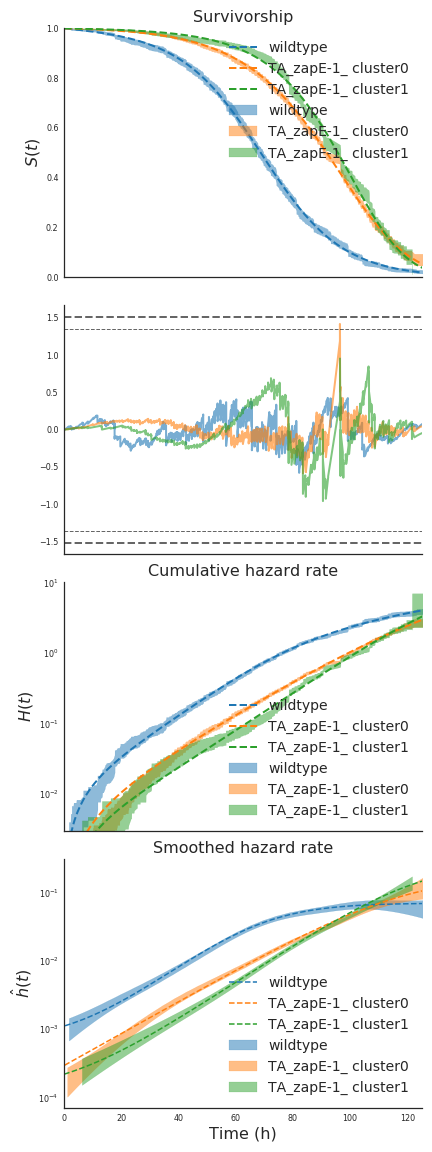 Survivorship
1.0
0.8
0.6
0.4
0.2
0.0
S(t)
wildtype
TA_zapE-1_ cluster0
TA_zapE-1_ cluster1
wildtype
TA_zapE-1_ cluster0
TA_zapE-1_ cluster1
1.5
1.0
0.5
0.0
−0.5
−1.0
−1.5
Cumulative hazard rate
10^1
10^0
10^−1
10^−2
H(t)
wildtype
TA_zapE-1_ cluster0
TA_zapE-1_ cluster1
wildtype
TA_zapE-1_ cluster0
TA_zapE-1_ cluster1
Smoothed hazard rate
10^−1
10^−2
10^−3
10^−4
ĥ(t)
wildtype
TA_zapE-1_ cluster0
TA_zapE-1_ cluster1
wildtype
TA_zapE-1_ cluster0
TA_zapE-1_ cluster1
0 20 40 60 80 100 120
Time (h)